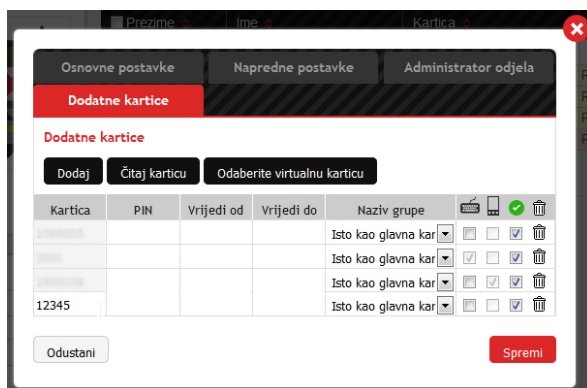 Prezime Ime Kartica
Osnovne postavke Napredne postavke Administrator odjela
Dodatne kartice
Dodatne kartice
Dodaj Čitaj karticu Odaberite virtualnu karticu
Kartica PIN Vrijedi od Vrijedi do Naziv grupe
Isto kao glavna kar
Isto kao glavna kar
Isto kao glavna kar
12345 Isto kao glavna kar
Odustani Spremi